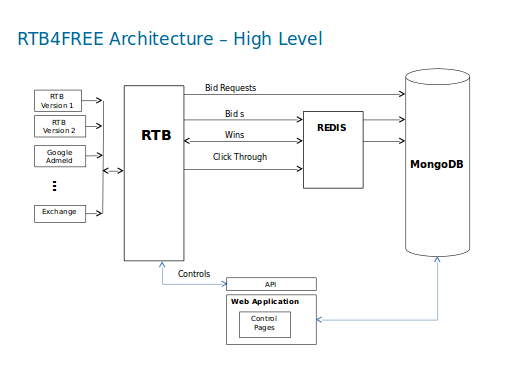 RTB4FREE Architecture – High Level
RTB
Version 1
RTB
Version 2
Google
AdmeId
...
Exchange
RTB
Bid Requests
Bid s
Wins
Click Through
REDIS
MongoDB
Controls
API
Web Application
Control
Pages